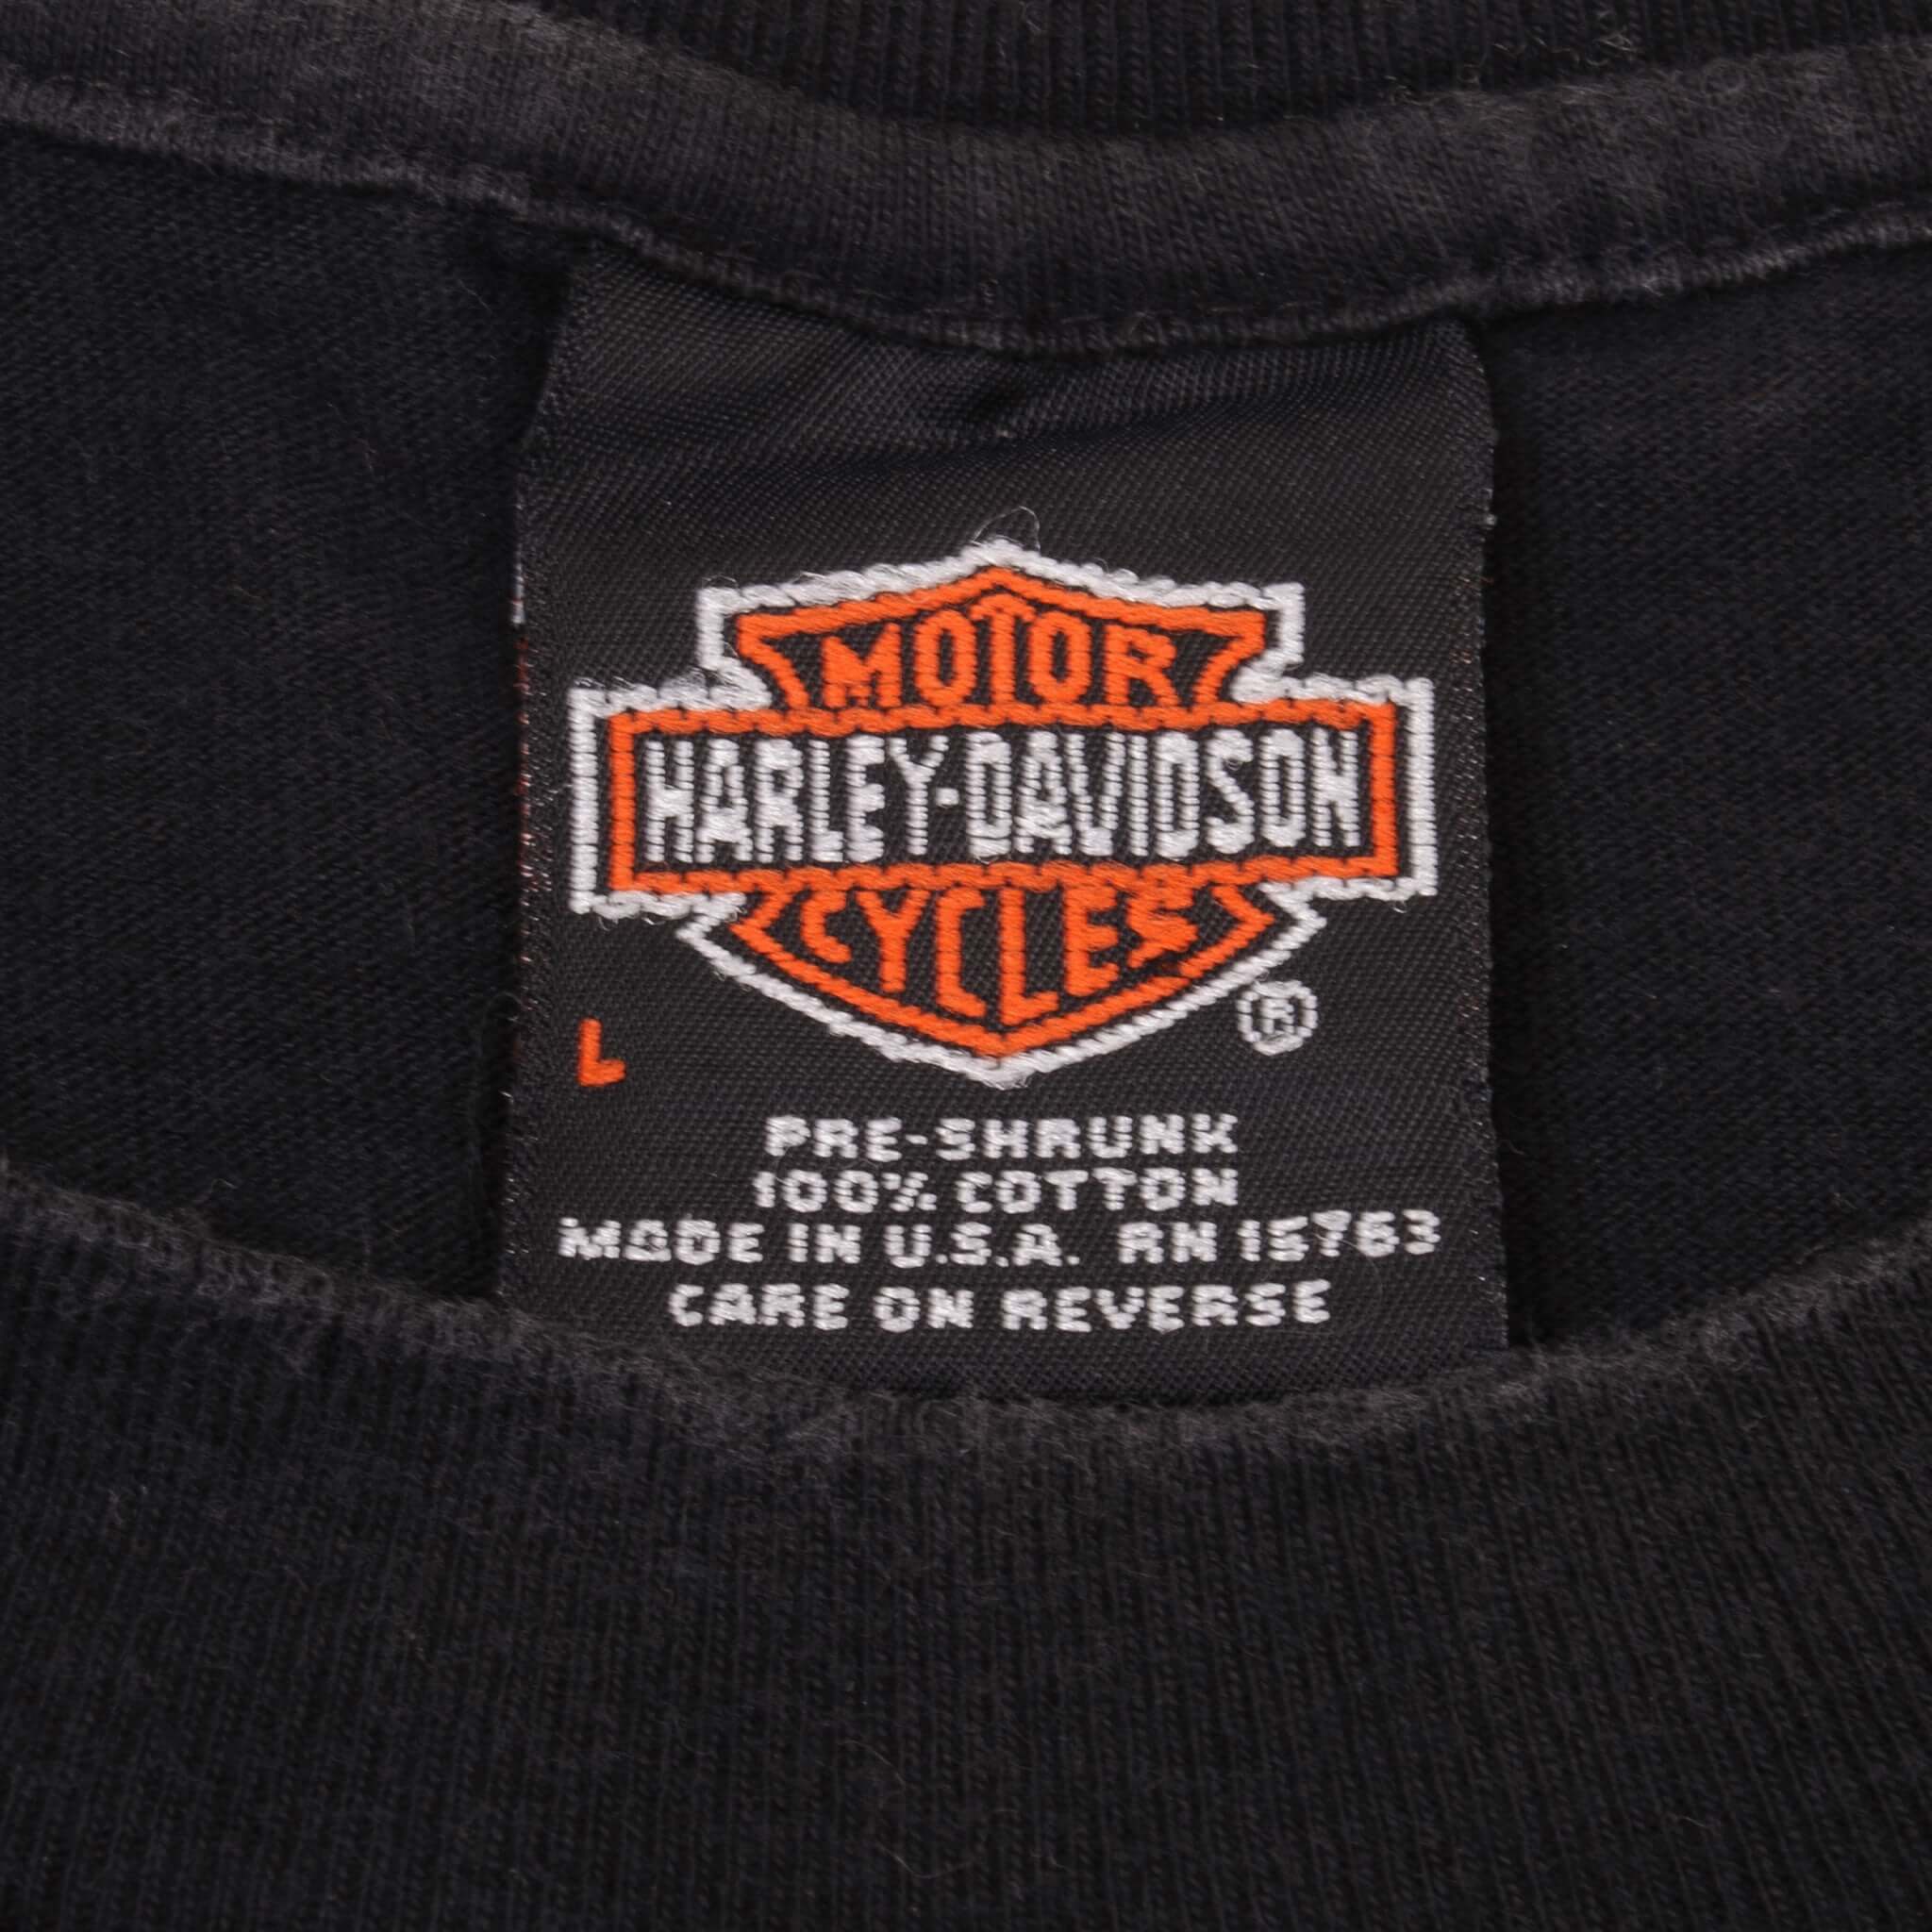 MOTOR
HARLEY-DAVIDSON
CYCLES
®
L
PRE-SHRUNK
100% COTTON
MADE IN U.S.A. RN 15763
CARE ON REVERSE